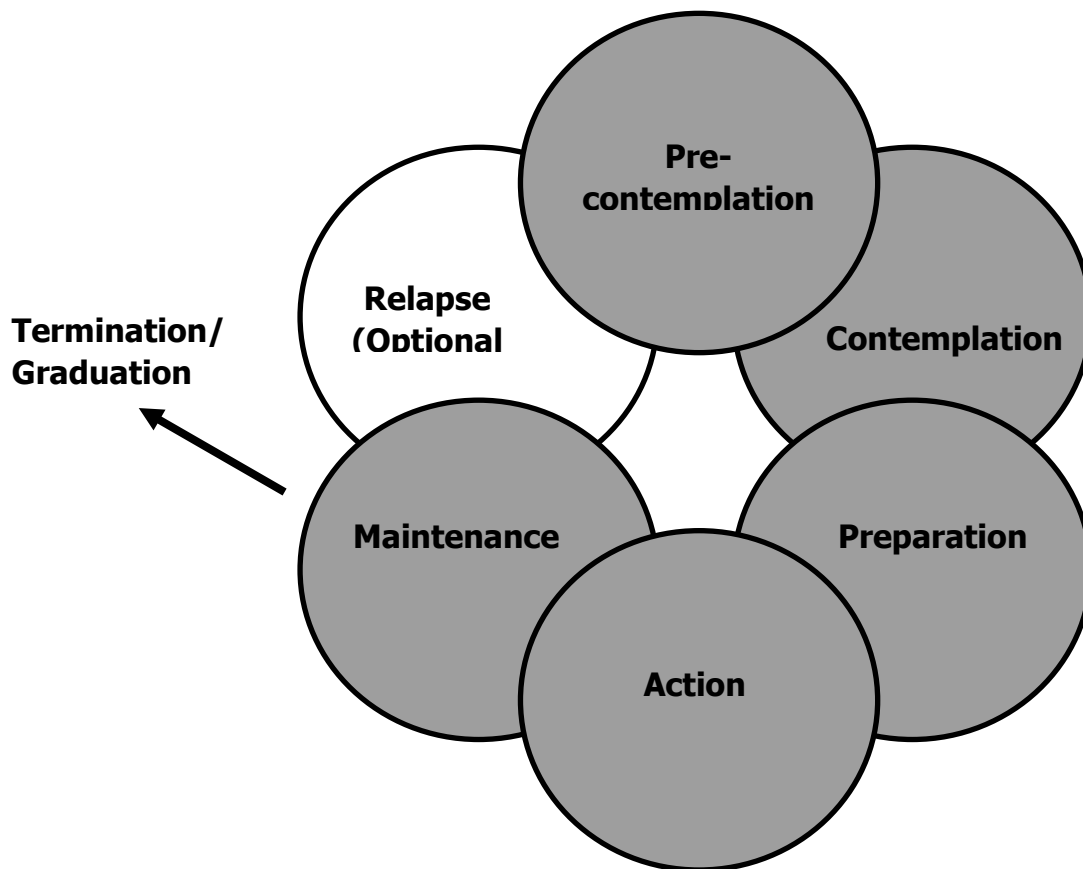 Pre-
contemplation
Contemplation
Preparation
Action
Maintenance
Relapse
(Optional
Termination/
Graduation